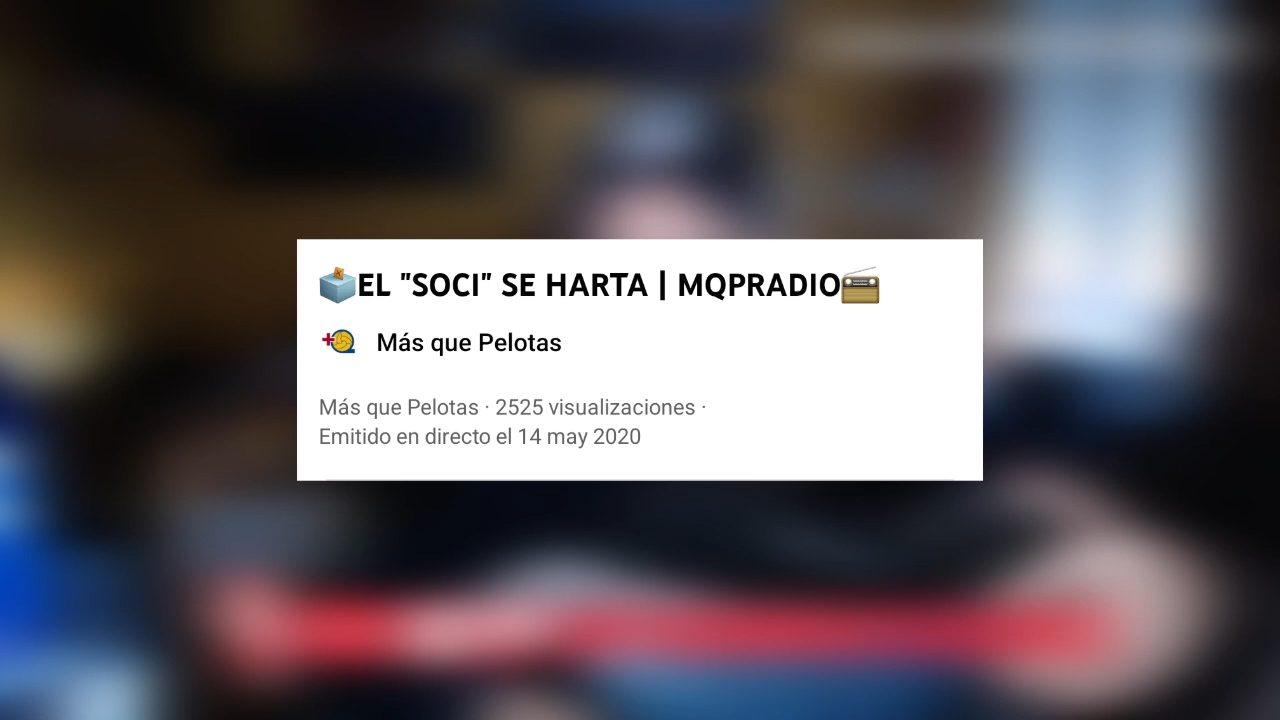 🗳️EL "SOCI" SE HARTA | MQPRADIO📻
Más que Pelotas
Más que Pelotas · 2525 visualizaciones ·
Emitido en directo el 14 may 2020